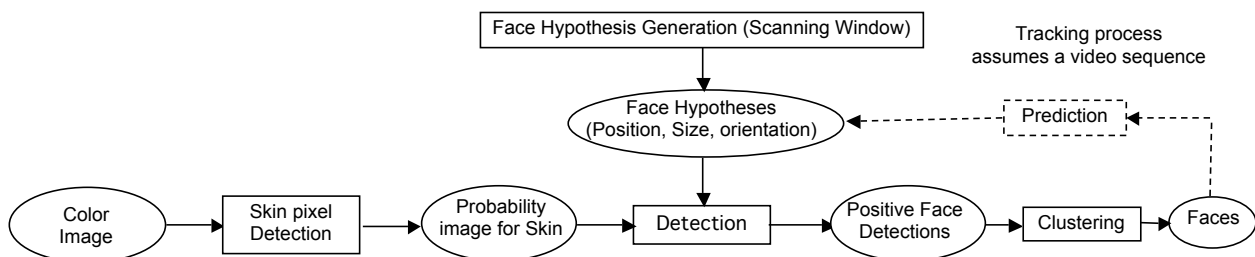 Face Hypothesis Generation (Scanning Window)
Tracking process
assumes a video sequence
Face Hypotheses
(Position, Size, orientation)
Prediction
Color
Image
Skin pixel
Detection
Probability
image for Skin
Detection
Positive Face
Detections
Clustering
Faces